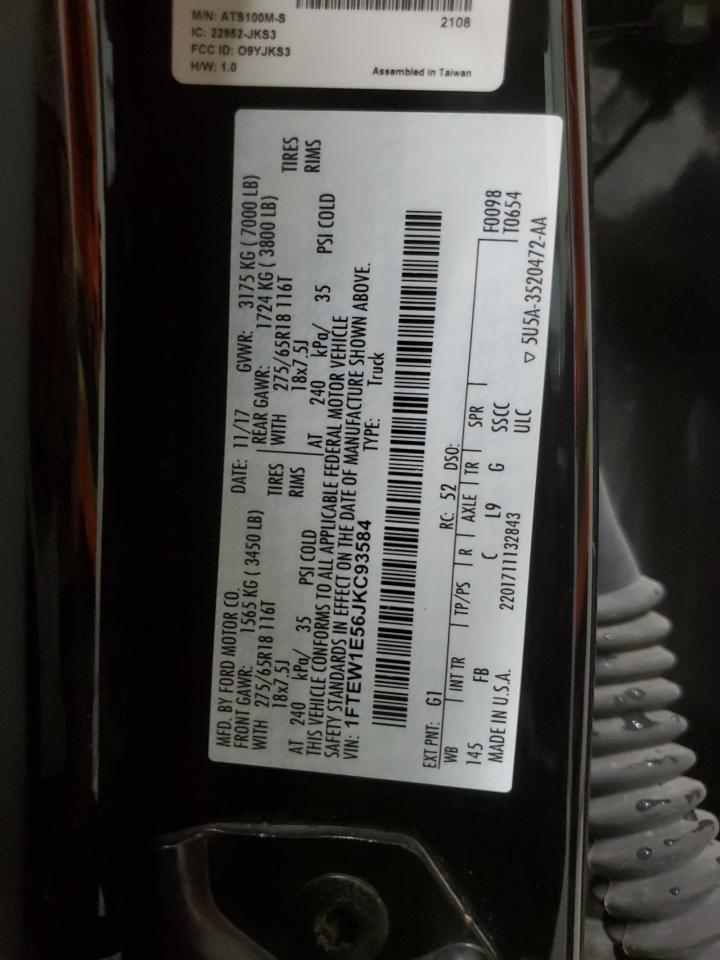 M/N: ATS100M-S
IC: 22952-JKS3
FCC ID: O9YJKS3
H/W: 1.0
2108
Assembled in Taiwan
MFD. BY FORD MOTOR CO.
DATE: 11/17 GVWR: 3175 KG ( 7000 LB)
FRONT GAWR: 1565 KG ( 3450 LB) REAR GAWR: 1724 KG ( 3800 LB)
WITH 275/65R18 116T TIRES WITH 275/65R18 116T TIRES
18x7.5J RIMS 18x7.5J RIMS
AT 240 kPa/ 35 PSI COLD AT 240 kPa/ 35 PSI COLD
THIS VEHICLE CONFORMS TO ALL APPLICABLE FEDERAL MOTOR VEHICLE
SAFETY STANDARDS IN EFFECT ON THE DATE OF MANUFACTURE SHOWN ABOVE.
VIN: 1FTEW1E56JKC93584 TYPE: Truck
EXT PNT: G1 RC: 52 DSO: F0098
WB INT TR TP/PS R AXLE TR SPR T0654
145 FB C L9 G SSCC
MADE IN U.S.A. 2201711132843 ULC ▽ 5U5A-3520472-AA